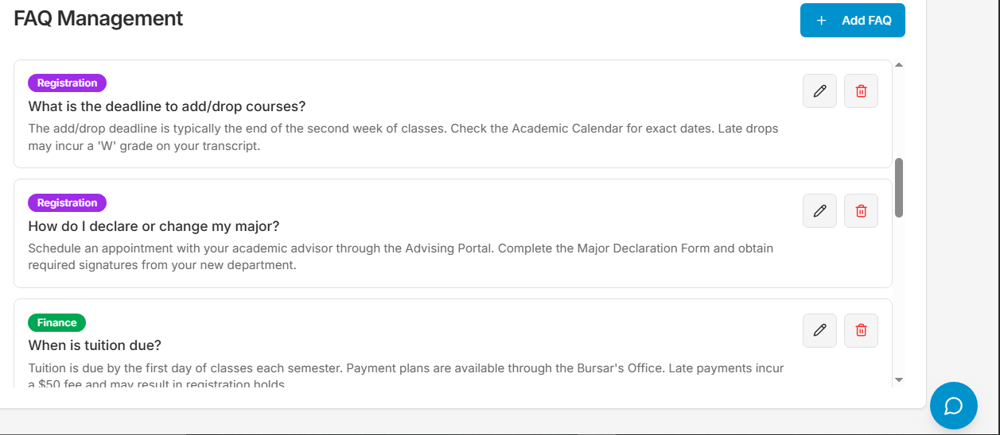 FAQ Management
Add FAQ
Registration
What is the deadline to add/drop courses?
The add/drop deadline is typically the end of the second week of classes. Check the Academic Calendar for exact dates. Late drops
may incur a 'W' grade on your transcript.
Registration
How do I declare or change my major?
Schedule an appointment with your academic advisor through the Advising Portal. Complete the Major Declaration Form and obtain
required signatures from your new department.
Finance
When is tuition due?
Tuition is due by the first day of classes each semester. Payment plans are available through the Bursar's Office. Late payments incur
a $50 fee and may result in registration holds.